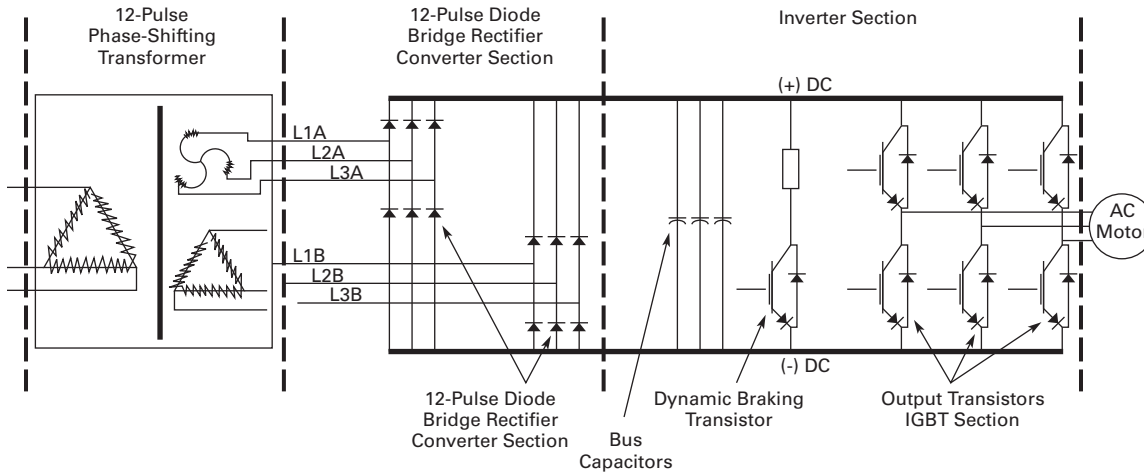 12-Pulse
Phase-Shifting
Transformer
12-Pulse Diode
Bridge Rectifier
Converter Section
Inverter Section
(+) DC
L1A
L2A
L3A
L1B
L2B
L3B
AC
Motor
(-) DC
12-Pulse Diode
Bridge Rectifier
Converter Section
Bus
Capacitors
Dynamic Braking
Transistor
Output Transistors
IGBT Section